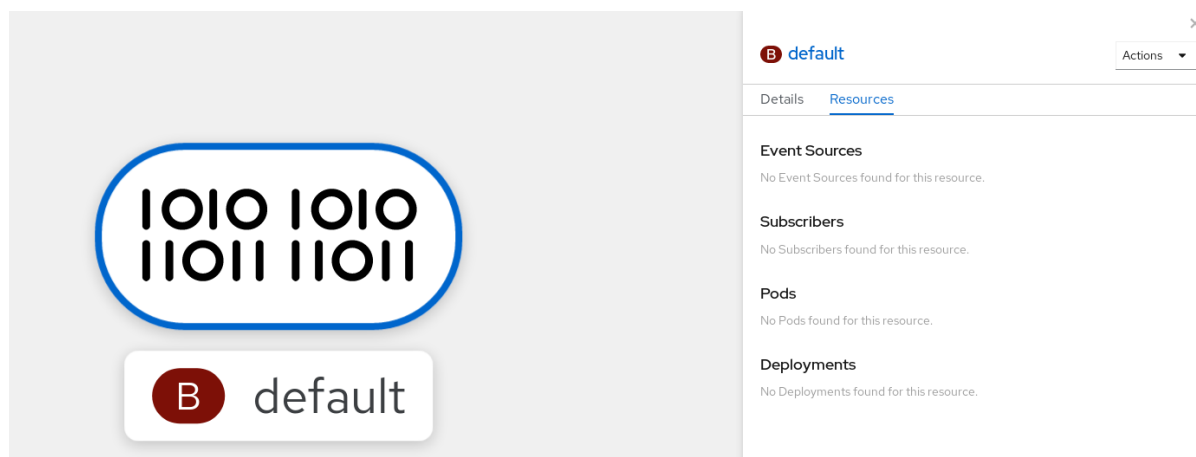 1010 1010
11011 11011
B default
B default
Actions
Details Resources
Event Sources
No Event Sources found for this resource.
Subscribers
No Subscribers found for this resource.
Pods
No Pods found for this resource.
Deployments
No Deployments found for this resource.